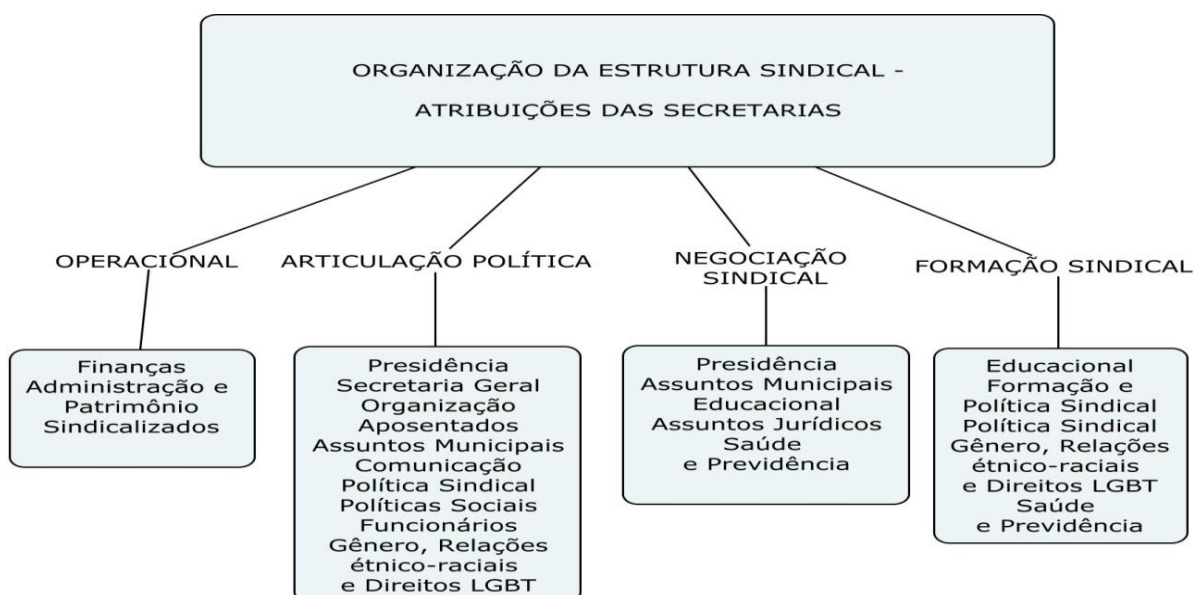 ORGANIZAÇÃO DA ESTRUTURA SINDICAL -
ATRIBUIÇÕES DAS SECRETARIAS
OPERACIONAL
Finanças
Administração e
Patrimônio
Sindicalizados
ARTICULAÇÃO POLÍTICA
Presidência
Secretaria Geral
Organização
Aposentados
Assuntos Municipais
Comunicação
Política Sindical
Políticas Sociais
Funcionários
Gênero, Relações
étnico-raciais
e Direitos LGBT
NEGOCIAÇÃO
SINDICAL
Presidência
Assuntos Municipais
Educacional
Assuntos Jurídicos
Saúde
e Previdência
FORMAÇÃO SINDICAL
Educacional
Formação e
Política Sindical
Política Sindical
Gênero, Relações
étnico-raciais
e Direitos LGBT
Saúde
e Previdência